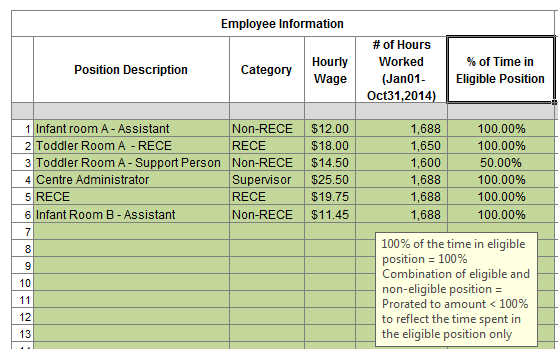 Employee Information
Position Description Category Hourly Wage # of Hours Worked (Jan01-Oct31,2014) % of Time in Eligible Position
1 Infant room A - Assistant Non-RECE $12.00 1,688 100.00%
2 Toddler Room A - RECE RECE $18.00 1,650 100.00%
3 Toddler Room A - Support Person Non-RECE $14.50 1,600 50.00%
4 Centre Administrator Supervisor $25.50 1,688 100.00%
5 RECE RECE $19.75 1,688 100.00%
6 Infant Room B - Assistant Non-RECE $11.45 1,688 100.00%
7
8
9
10
11
12
13
100% of the time in eligible
position = 100%
Combination of eligible and
non-eligible position =
Prorated to amount < 100%
to reflect the time spent in
the eligible position only